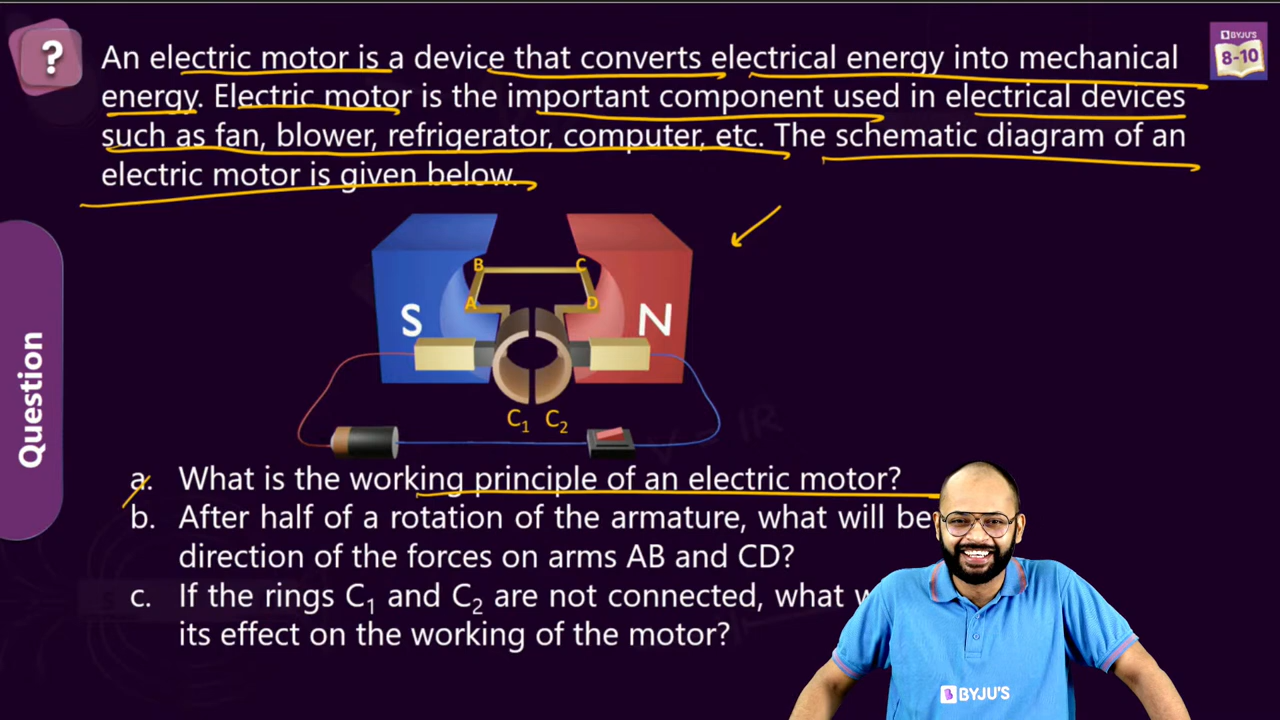 ?
An electric motor is a device that converts electrical energy into mechanical
energy. Electric motor is the important component used in electrical devices
such as fan, blower, refrigerator, computer, etc. The schematic diagram of an
electric motor is given below.
BYJU'S
8-10
Question
B
C
A
D
S
N
C₁ C₂
a. What is the working principle of an electric motor?
b. After half of a rotation of the armature, what will be
direction of the forces on arms AB and CD?
c. If the rings C₁ and C₂ are not connected, what
its effect on the working of the motor?
BYJU'S